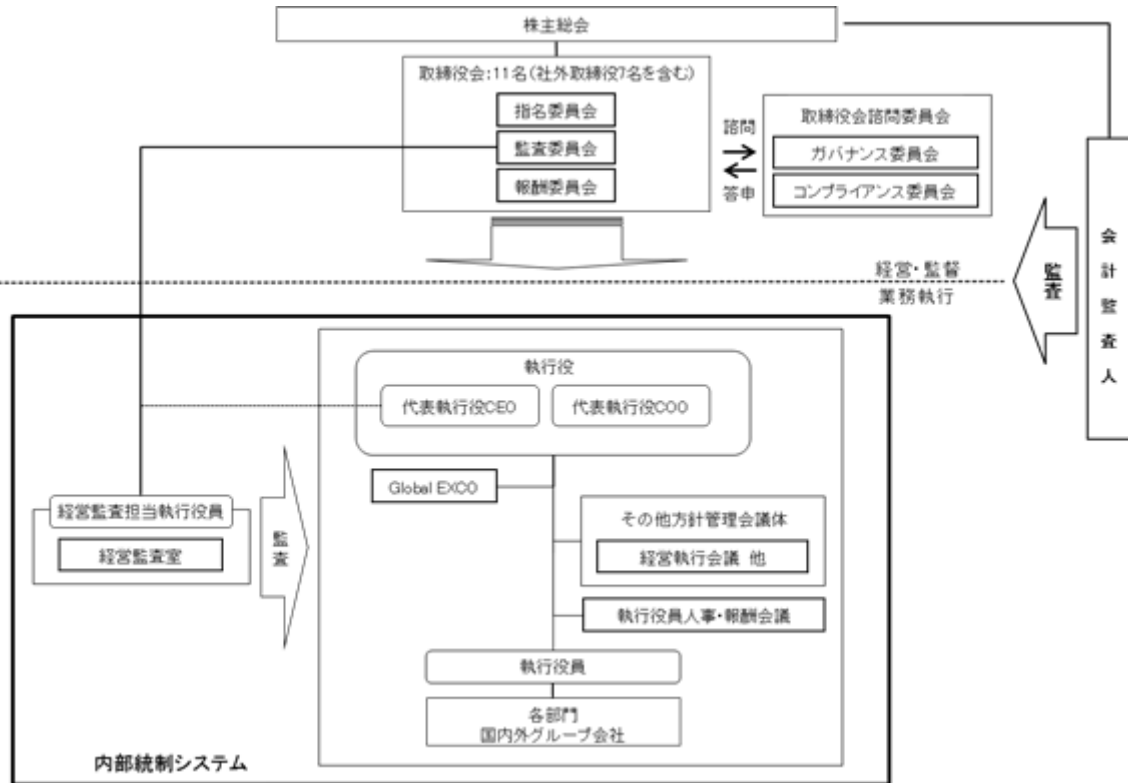 株主総会
取締役会:11名(社外取締役7名を含む)
指名委員会
監査委員会
報酬委員会
諮問
答申
取締役会諮問委員会
ガバナンス委員会
コンプライアンス委員会
会計監査人
監査
経営・監督
業務執行
執行役
代表執行役CEO
代表執行役COO
Global EXCO
経営監査担当執行役員
経営監査室
監査
その他方針管理会議体
経営執行会議 他
執行役員人事・報酬会議
執行役員
各部門
国内外グループ会社
内部統制システム